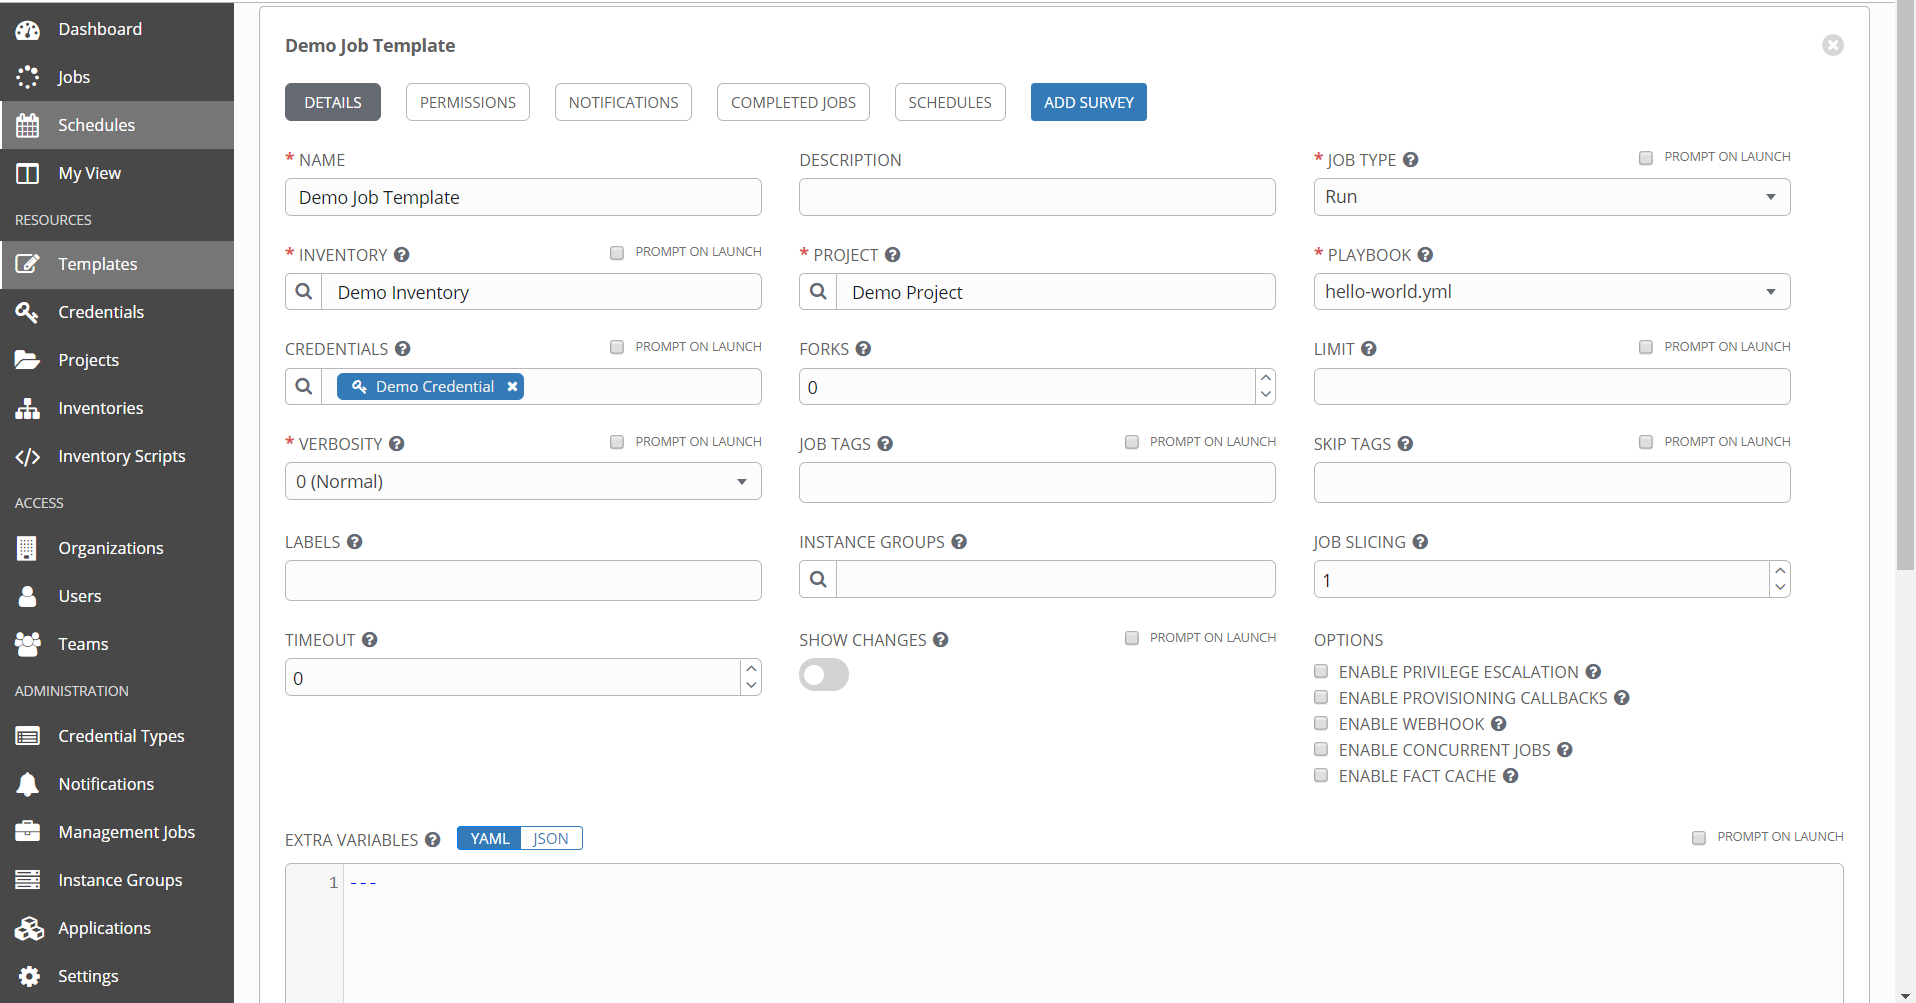 Dashboard
Jobs
Schedules
My View
RESOURCES
Templates
Credentials
Projects
Inventories
Inventory Scripts
ACCESS
Organizations
Users
Teams
ADMINISTRATION
Credential Types
Notifications
Management Jobs
Instance Groups
Applications
Settings
Demo Job Template
DETAILS PERMISSIONS NOTIFICATIONS COMPLETED JOBS SCHEDULES ADD SURVEY
* NAME DESCRIPTION * JOB TYPE PROMPT ON LAUNCH
Demo Job Template Run
* INVENTORY PROMPT ON LAUNCH * PROJECT * PLAYBOOK
Demo Inventory Demo Project hello-world.yml
CREDENTIALS PROMPT ON LAUNCH FORKS LIMIT PROMPT ON LAUNCH
Demo Credential 0
* VERBOSITY PROMPT ON LAUNCH JOB TAGS PROMPT ON LAUNCH SKIP TAGS PROMPT ON LAUNCH
0 (Normal)
LABELS INSTANCE GROUPS JOB SLICING
1
TIMEOUT SHOW CHANGES PROMPT ON LAUNCH OPTIONS
0
ENABLE PRIVILEGE ESCALATION
ENABLE PROVISIONING CALLBACKS
ENABLE WEBHOOK
ENABLE CONCURRENT JOBS
ENABLE FACT CACHE
EXTRA VARIABLES YAML JSON PROMPT ON LAUNCH
1 ---